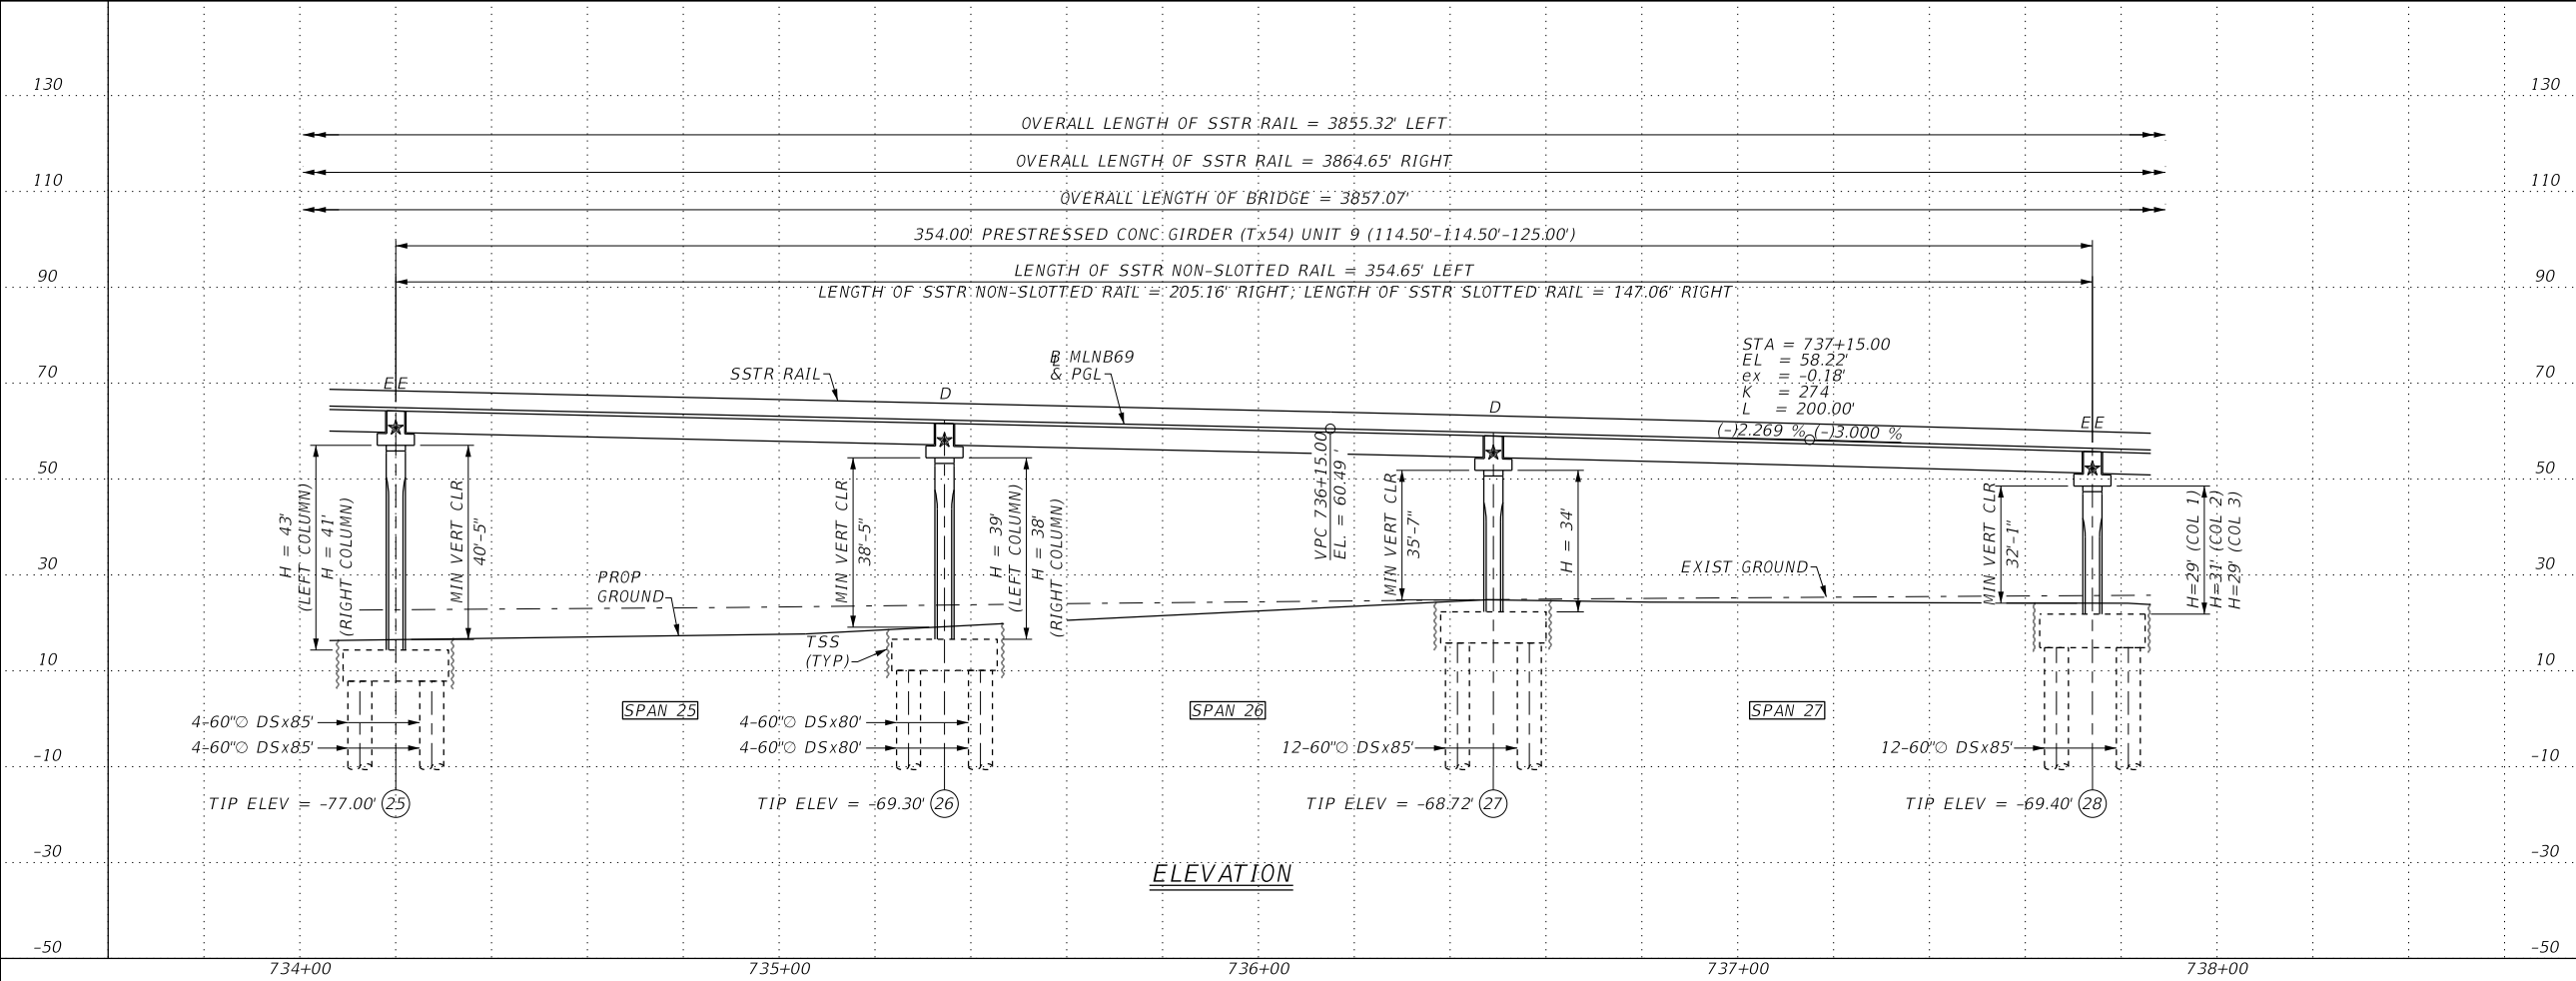 130
130
OVERALL LENGTH OF SSTR RAIL = 3855.32' LEFT
OVERALL LENGTH OF SSTR RAIL = 3864.65' RIGHT
110
110
OVERALL LENGTH OF BRIDGE = 3857.07'
354.00' PRESTRESSED CONC GIRDER (Tx54) UNIT 9 (114.50'-114.50'-125.00')
LENGTH OF SSTR NON-SLOTTED RAIL = 354.65' LEFT
90
90
LENGTH OF SSTR NON-SLOTTED RAIL = 205.16' RIGHT; LENGTH OF SSTR SLOTTED RAIL = 147.06' RIGHT
STA = 737+15.00
EL = 58.22'
ex = -0.18'
K = 274
L = 200.00'
MLNB69
& PGL
SSTR RAIL
70
70
E E
D
D
E E
(-)2.269 %
(-)3.000 %
VPC 736+15.00
EL. = 60.49'
50
50
H = 43'
(LEFT COLUMN)
H = 41'
(RIGHT COLUMN)
MIN VERT CLR
40'-5"
MIN VERT CLR
38'-5"
H = 39'
(LEFT COLUMN)
H = 38'
(RIGHT COLUMN)
MIN VERT CLR
35'-7"
H = 34'
MIN VERT CLR
32'-1"
H=29' (COL 1)
H=31' (COL 2)
H=29' (COL 3)
30
30
PROP
GROUND
EXIST GROUND
TSS
(TYP)
10
10
SPAN 25
SPAN 26
SPAN 27
4-60"∅ DSx85'
4-60"∅ DSx85'
4-60"∅ DSx80'
4-60"∅ DSx80'
12-60"∅ DSx85'
12-60"∅ DSx85'
-10
-10
TIP ELEV = -77.00' 25
TIP ELEV = -69.30' 26
TIP ELEV = -68.72' 27
TIP ELEV = -69.40' 28
-30
-30
ELEVATION
-50
-50
734+00
735+00
736+00
737+00
738+00